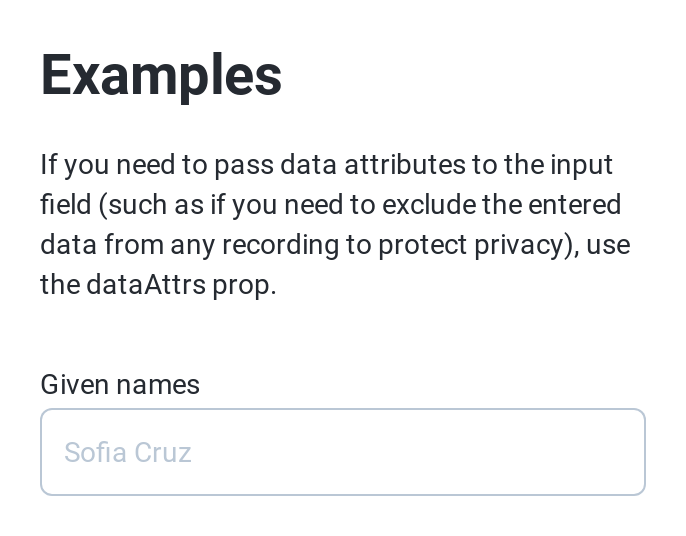 Examples
If you need to pass data attributes to the input
field (such as if you need to exclude the entered
data from any recording to protect privacy), use
the dataAttrs prop.
Given names
Sofia Cruz